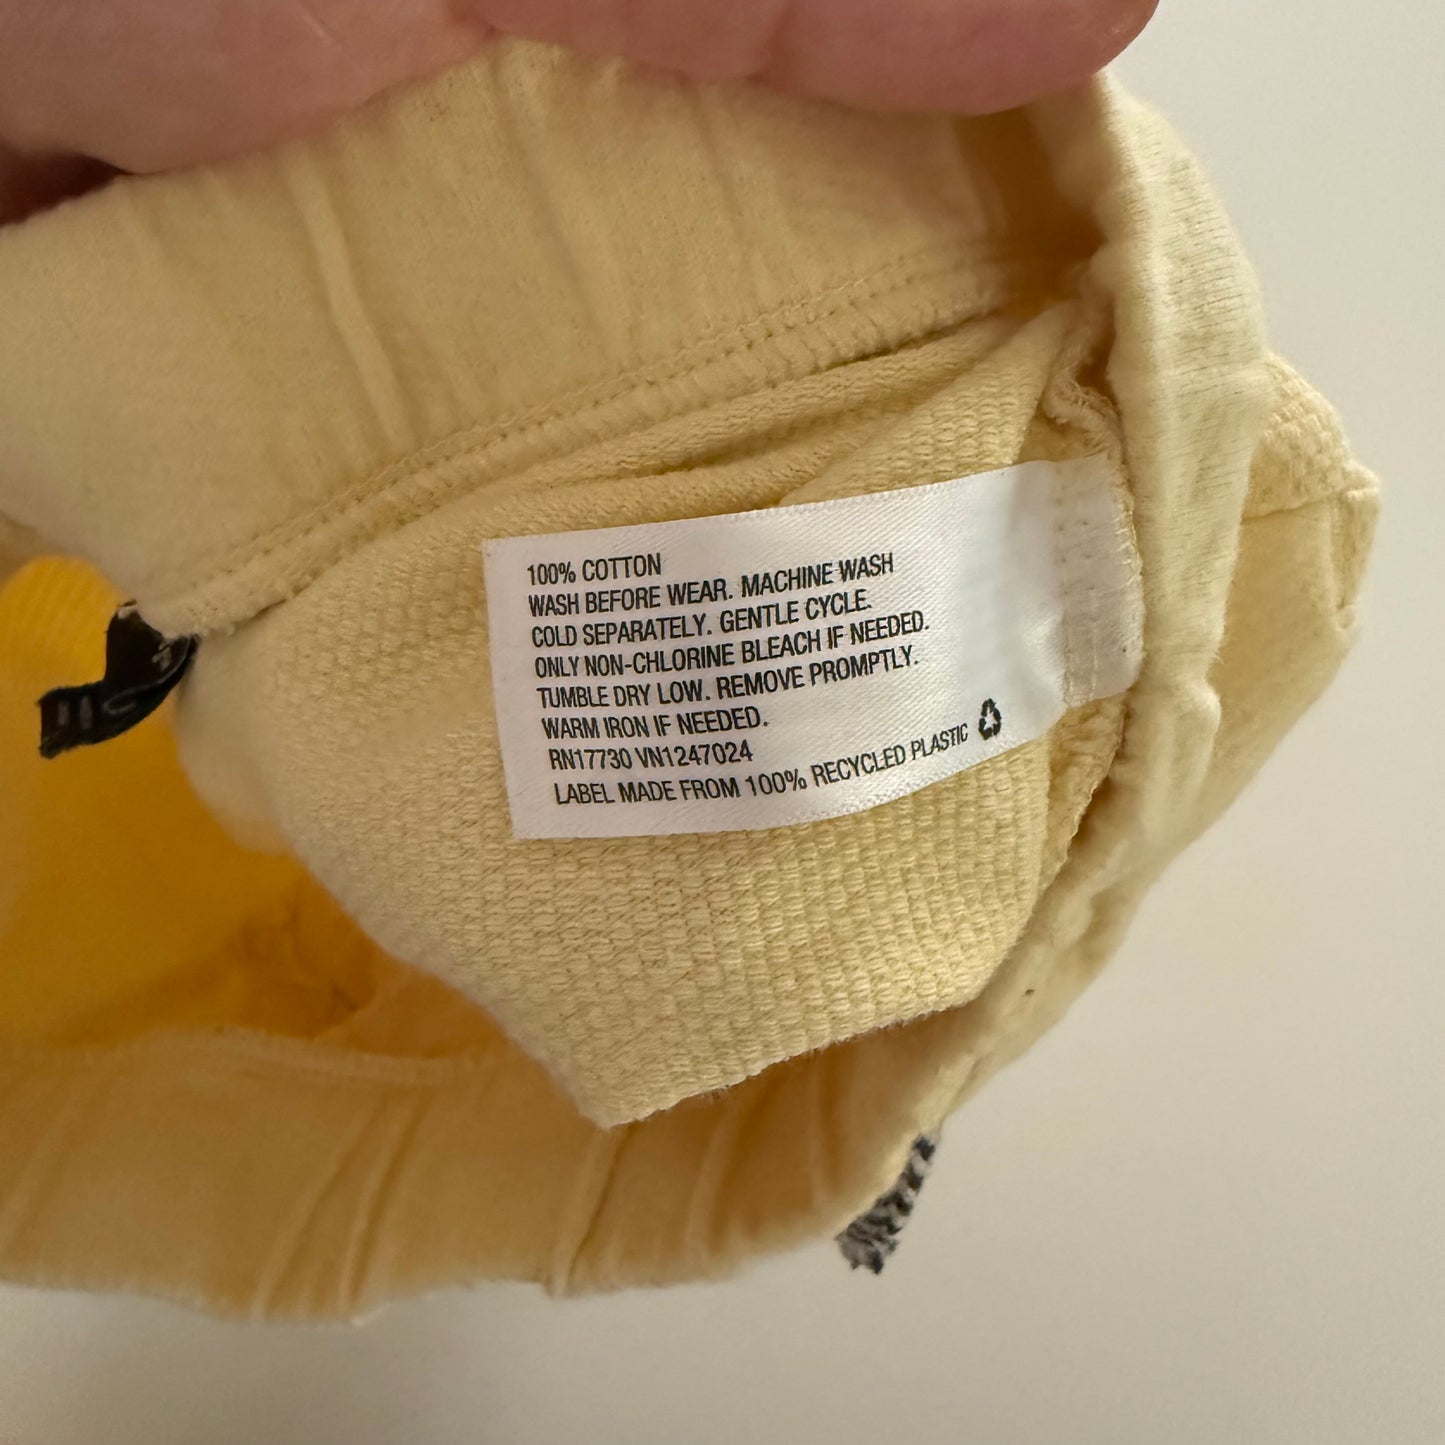 100% COTTON
WASH BEFORE WEAR. MACHINE WASH
COLD SEPARATELY. GENTLE CYCLE.
ONLY NON-CHLORINE BLEACH IF NEEDED.
TUMBLE DRY LOW. REMOVE PROMPTLY.
WARM IRON IF NEEDED.
RN17730 VN1247024
LABEL MADE FROM 100% RECYCLED PLASTIC